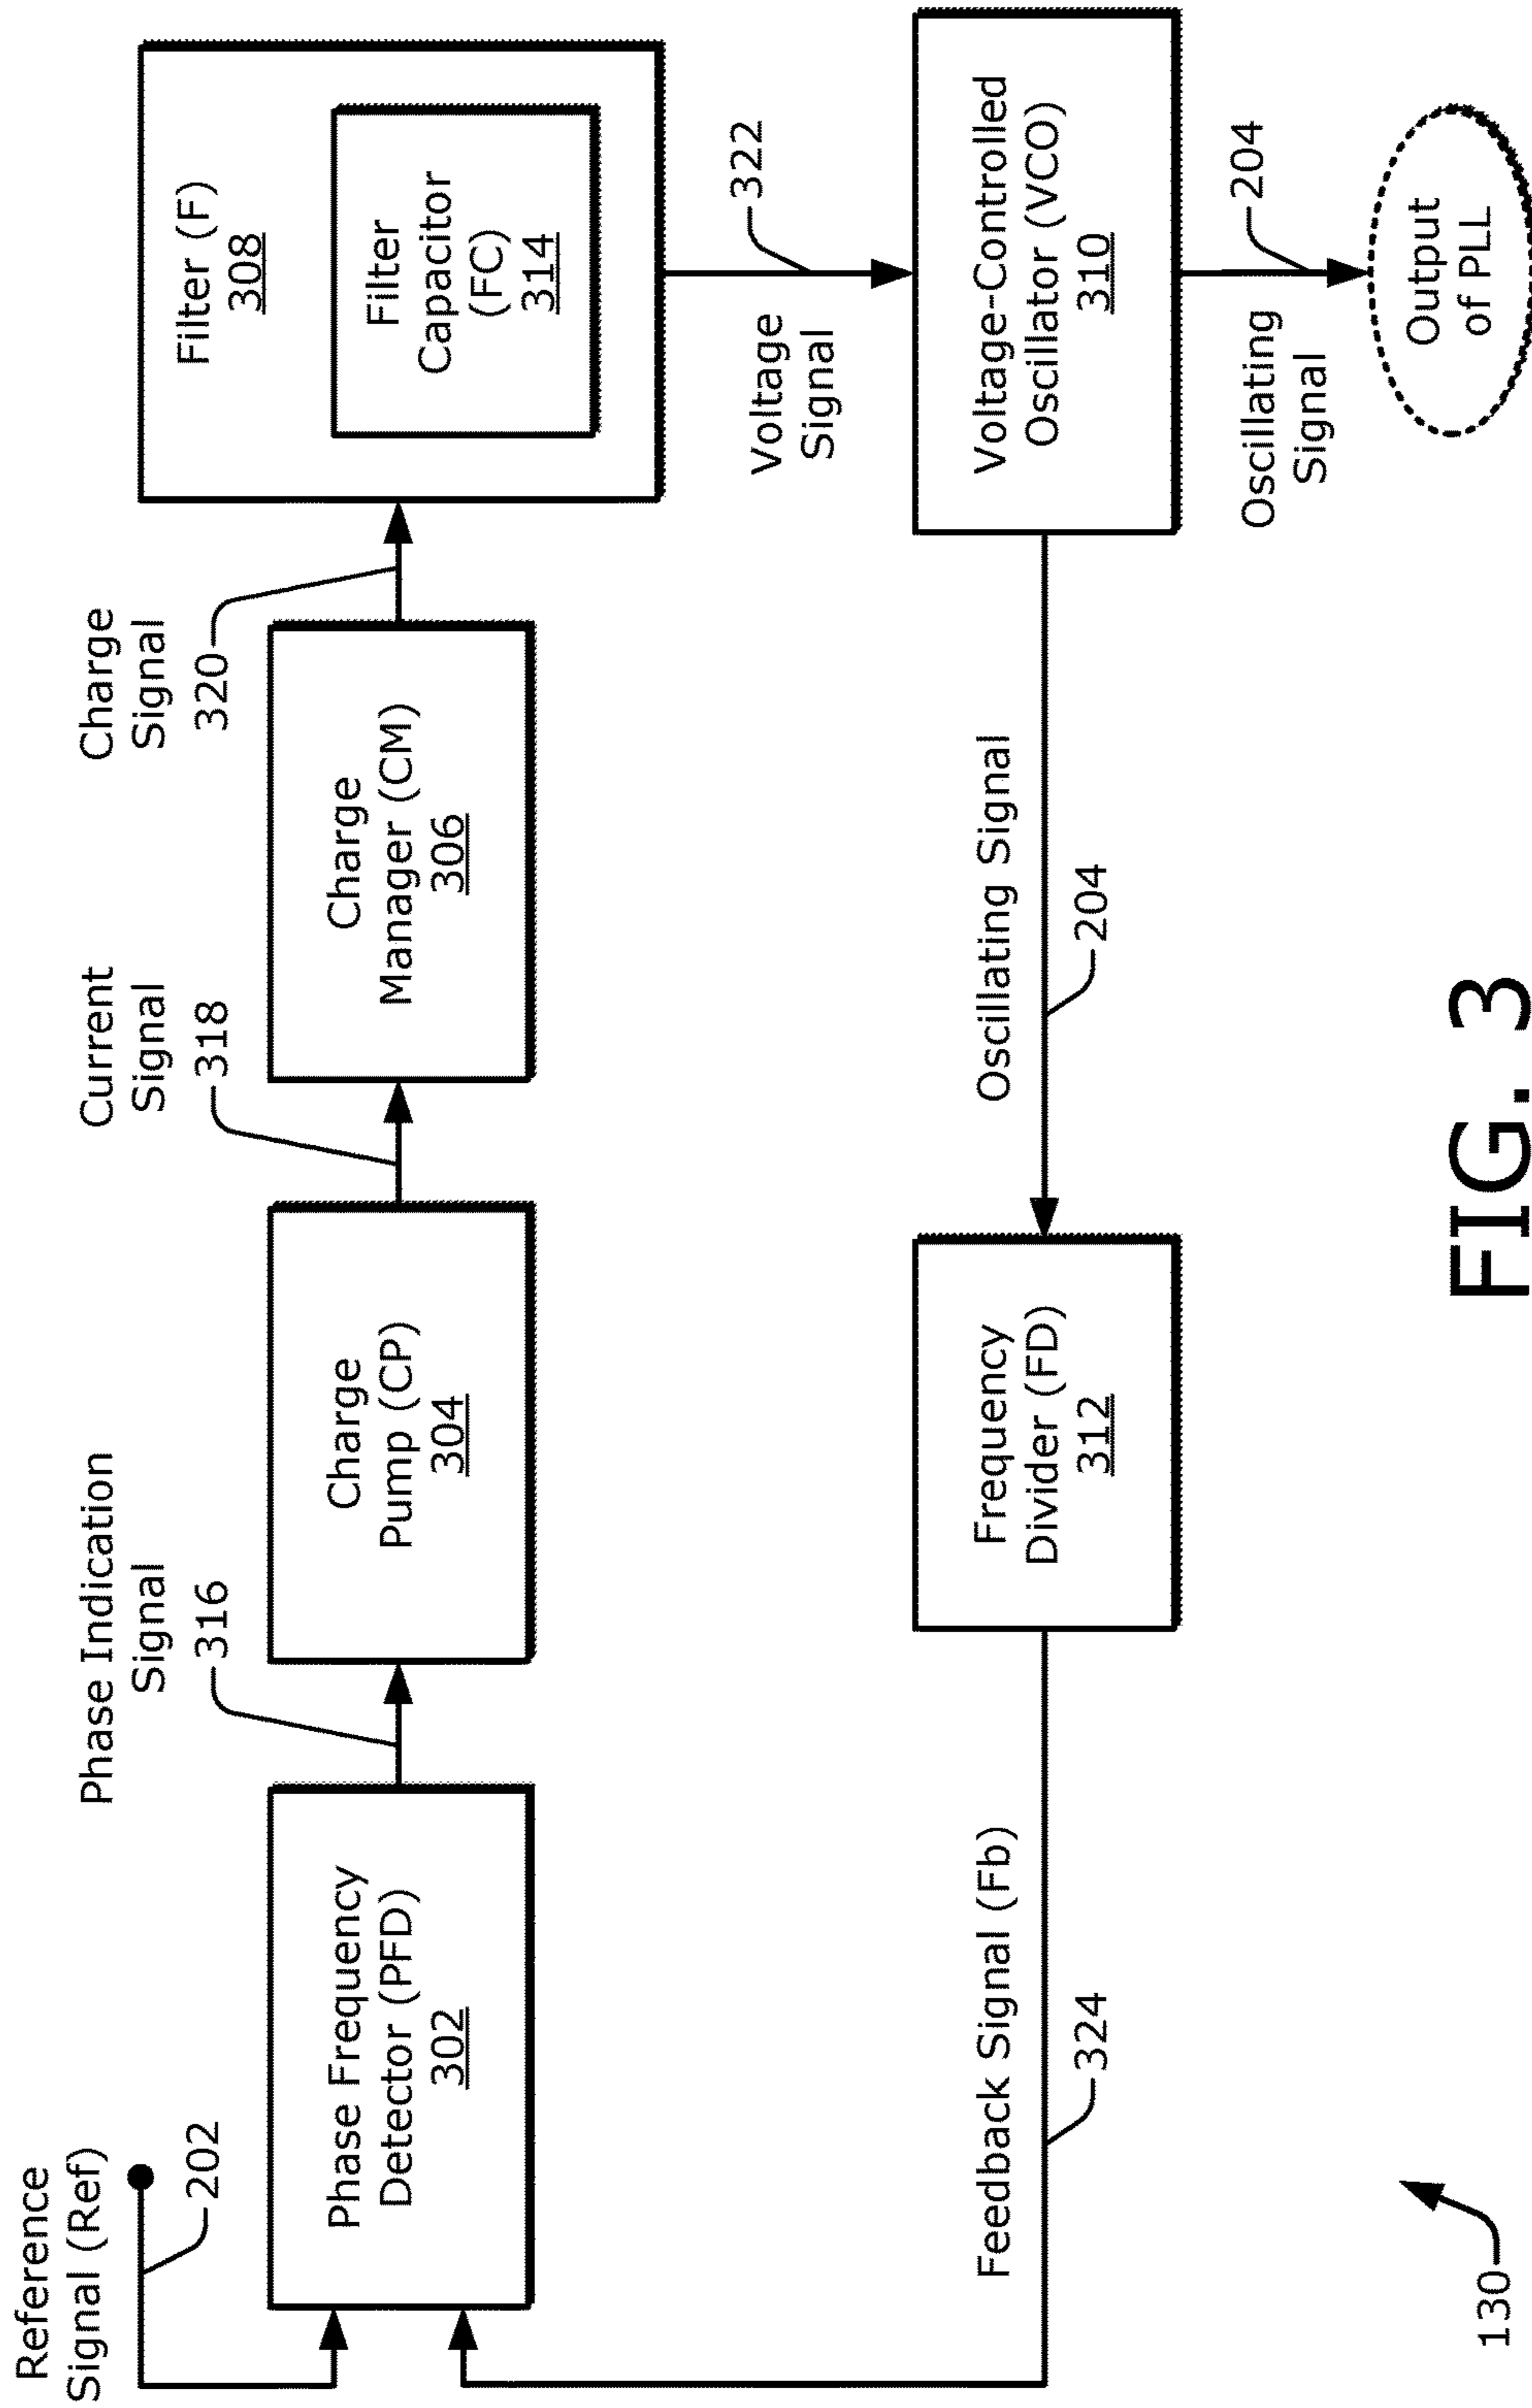 Reference
Signal (Ref)
202
Phase Frequency
Detector (PFD)
302
Phase Indication
Signal
316
Charge
Pump (CP)
304
Current
Signal
318
Charge
Manager (CM)
306
Charge
Signal
320
Filter (F)
308
Filter
Capacitor
(FC)
314
Voltage
Signal
322
Voltage-Controlled
Oscillator (VCO)
310
Oscillating
Signal
204
Output
of PLL
Oscillating Signal
204
Frequency
Divider (FD)
312
Feedback Signal (Fb)
324
130
FIG. 3